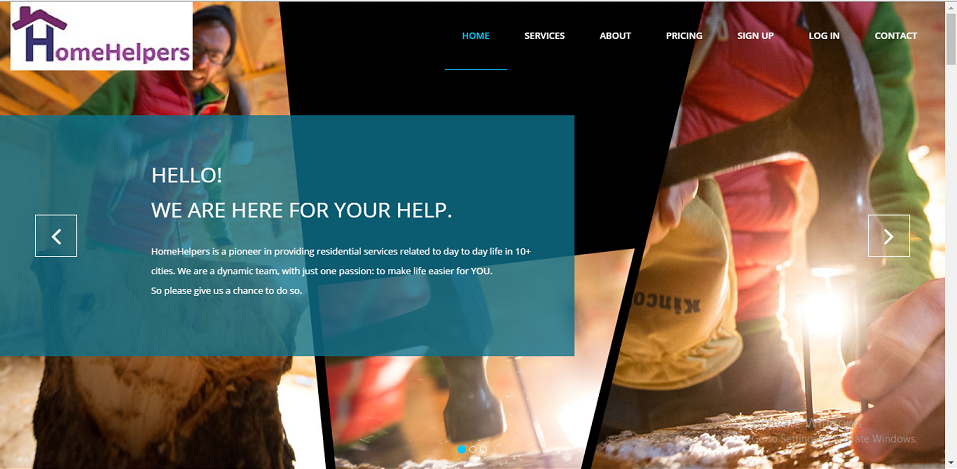 HomeHelpers
HOME SERVICES ABOUT PRICING SIGN UP LOG IN CONTACT
HELLO!
WE ARE HERE FOR YOUR HELP.
HomeHelpers is a pioneer in providing residential services related to day to day life in 10+
cities. We are a dynamic team, with just one passion: to make life easier for YOU.
So please give us a chance to do so.
Go to Settings to activate Windows.